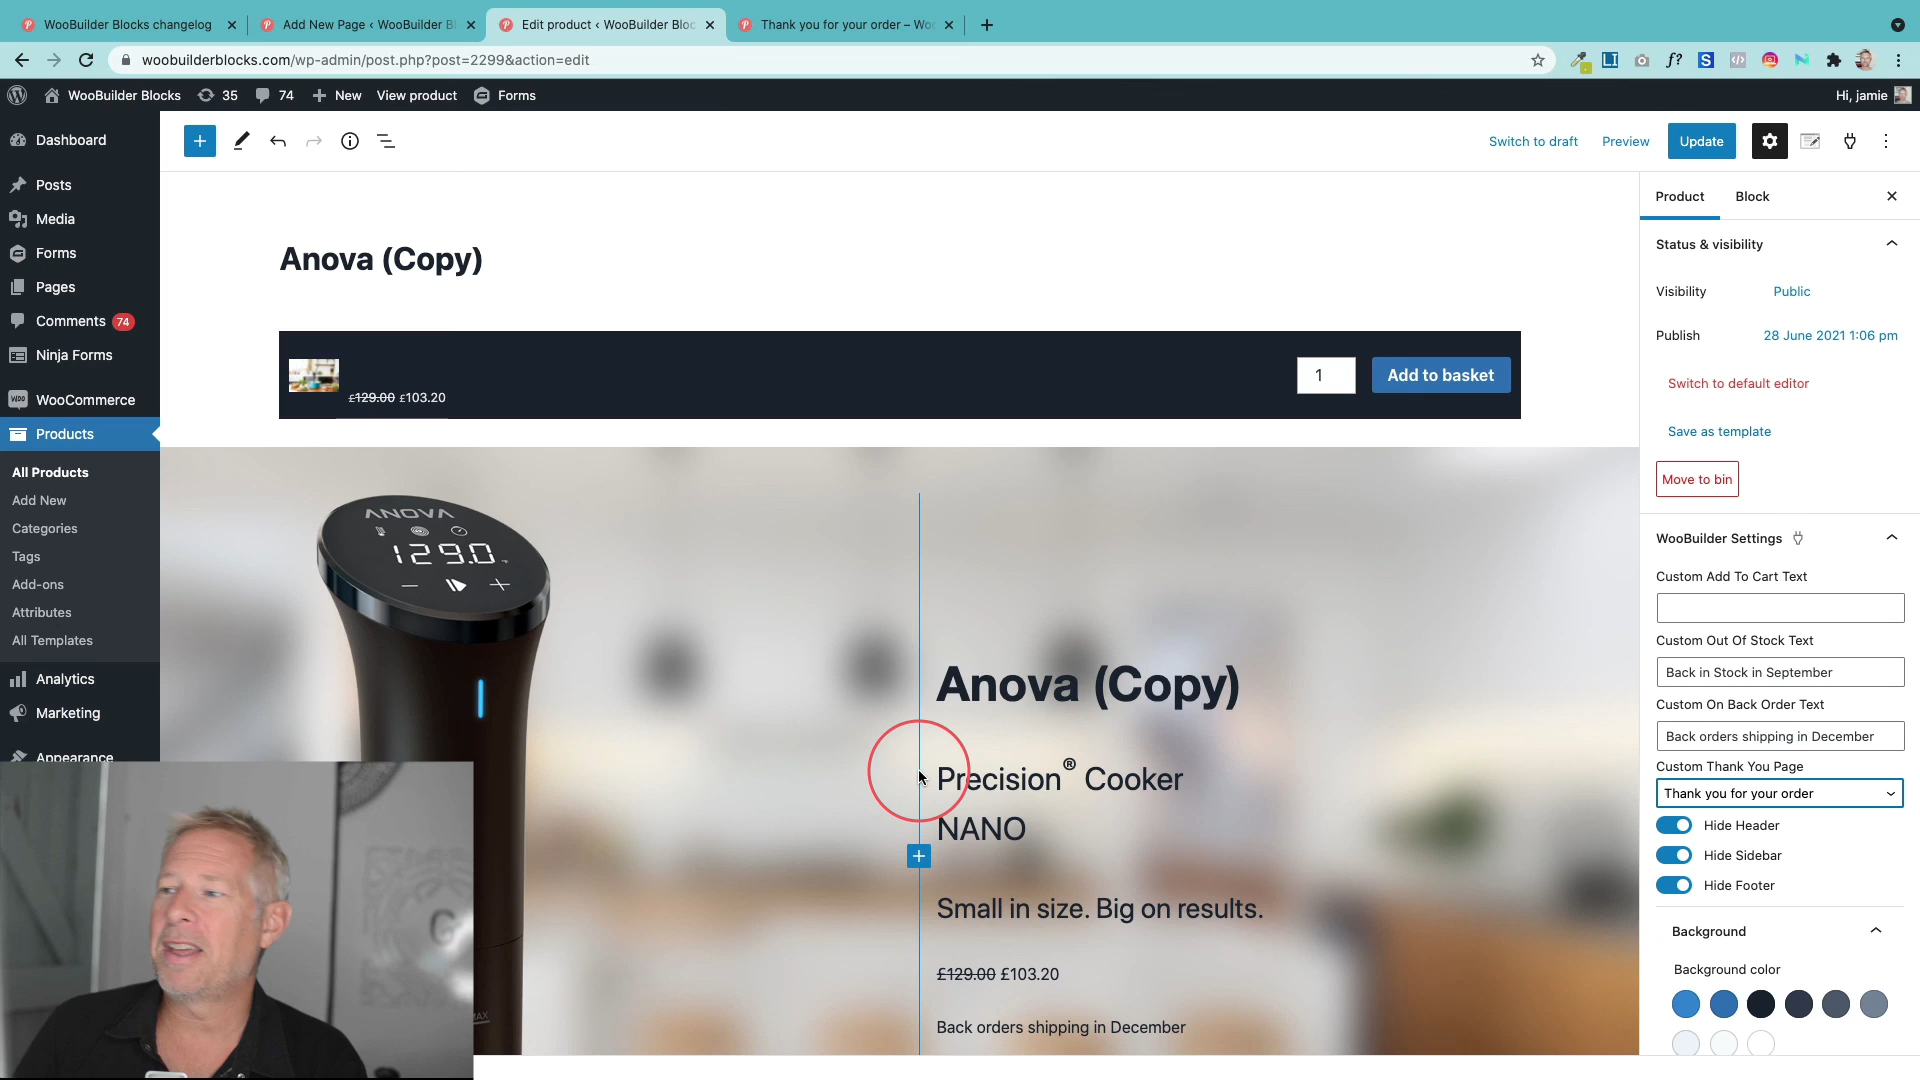 WooBuilder Blocks changelog
Add New Page ‹ WooBuilder Bl
Edit product ‹ WooBuilder Bloc
Thank you for your order – Woo
woobuilderblocks.com/wp-admin/post.php?post=2299&action=edit
WooBuilder Blocks
35
74
New
View product
Forms
Hi, jamie
Dashboard
Posts
Media
Forms
Pages
Comments 74
Ninja Forms
WooCommerce
Products
All Products
Add New
Categories
Tags
Add-ons
Attributes
All Templates
Analytics
Marketing
Appearance
Switch to draft
Preview
Update
Anova (Copy)
£129.00 £103.20
1
Add to basket
ANOVA
129.0
Anova (Copy)
Precision® Cooker
NANO
Small in size. Big on results.
£129.00 £103.20
Back orders shipping in December
MAX
Product
Block
Status & visibility
Visibility
Public
Publish
28 June 2021 1:06 pm
Switch to default editor
Save as template
Move to bin
WooBuilder Settings
Custom Add To Cart Text
Custom Out Of Stock Text
Back in Stock in September
Custom On Back Order Text
Back orders shipping in December
Custom Thank You Page
Thank you for your order
Hide Header
Hide Sidebar
Hide Footer
Background
Background color